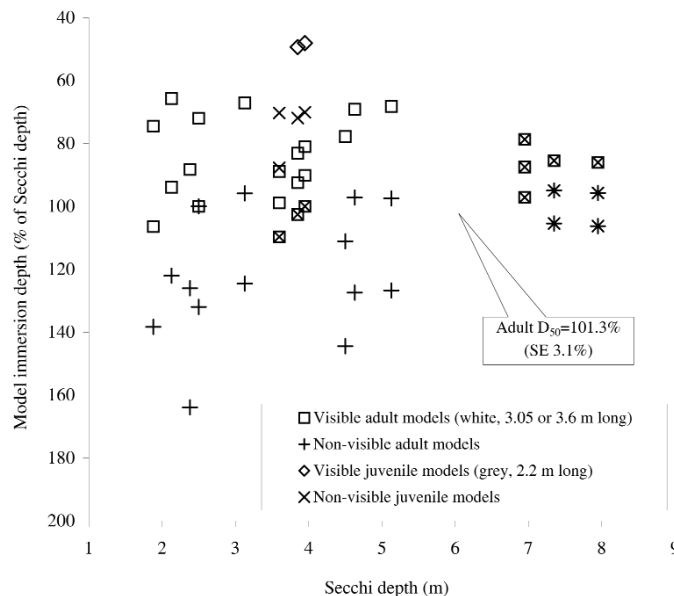 Model immersion depth (% of Secchi depth)
40
60
80
100
120
140
160
180
200
Adult D₅₀=101.3%
(SE 3.1%)
Visible adult models (white, 3.05 or 3.6 m long)
Non-visible adult models
Visible juvenile models (grey, 2.2 m long)
Non-visible juvenile models
1 2 3 4 5 6 7 8 9
Secchi depth (m)